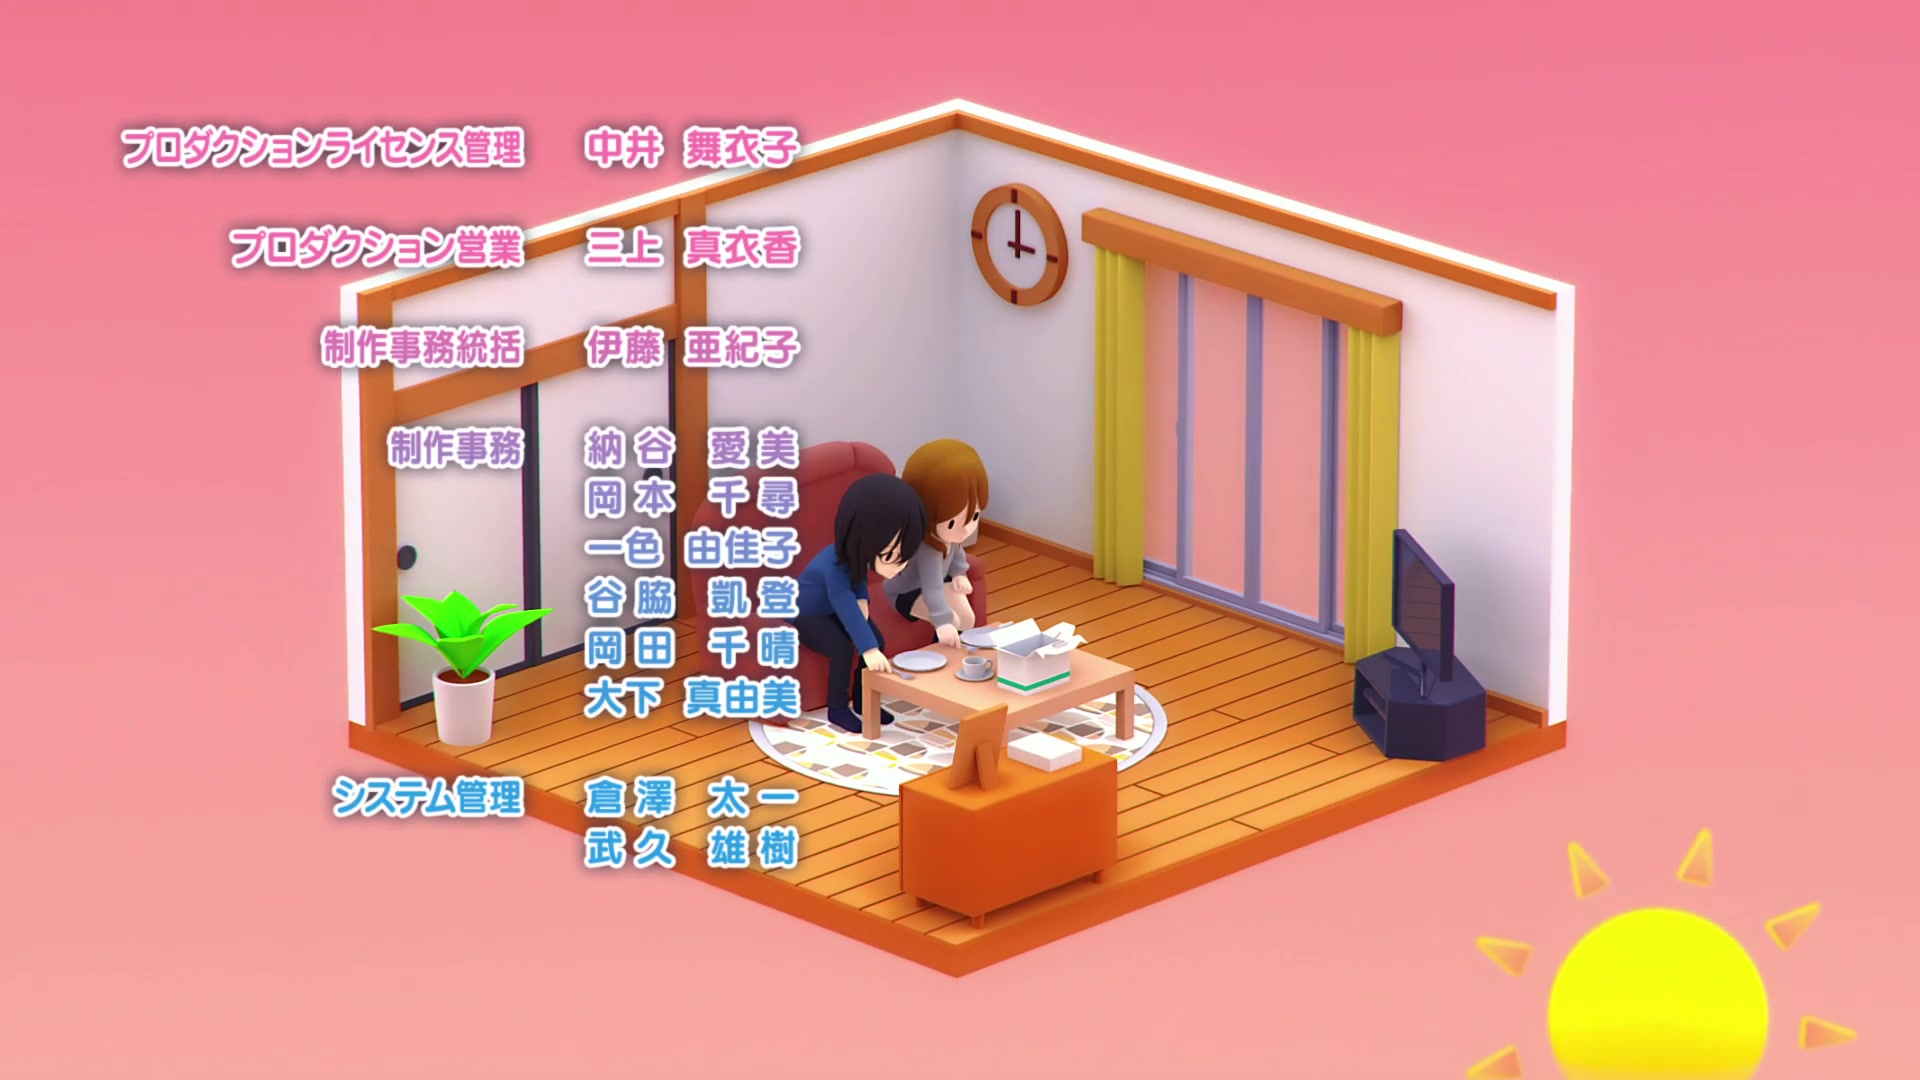 プロダクションライセンス管理 中井 舞衣子
プロダクション営業 三上 真衣香
制作事務統括 伊藤 亜紀子
制作事務 納谷 愛美
岡本 千尋
一色 由佳子
谷脇 凱登
岡田 千晴
大下 真由美
システム管理 倉澤 太一
武久 雄樹